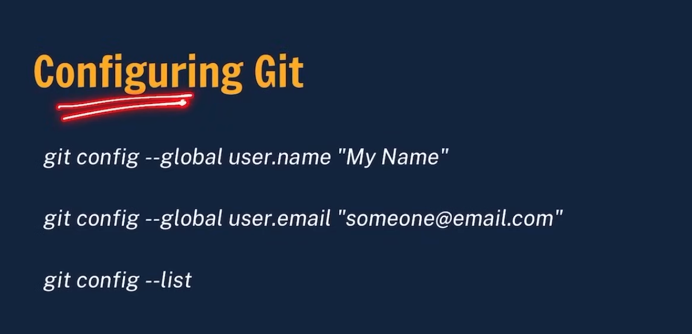 Configuring Git
git config --global user.name "My Name"
git config --global user.email "someone@email.com"
git config --list